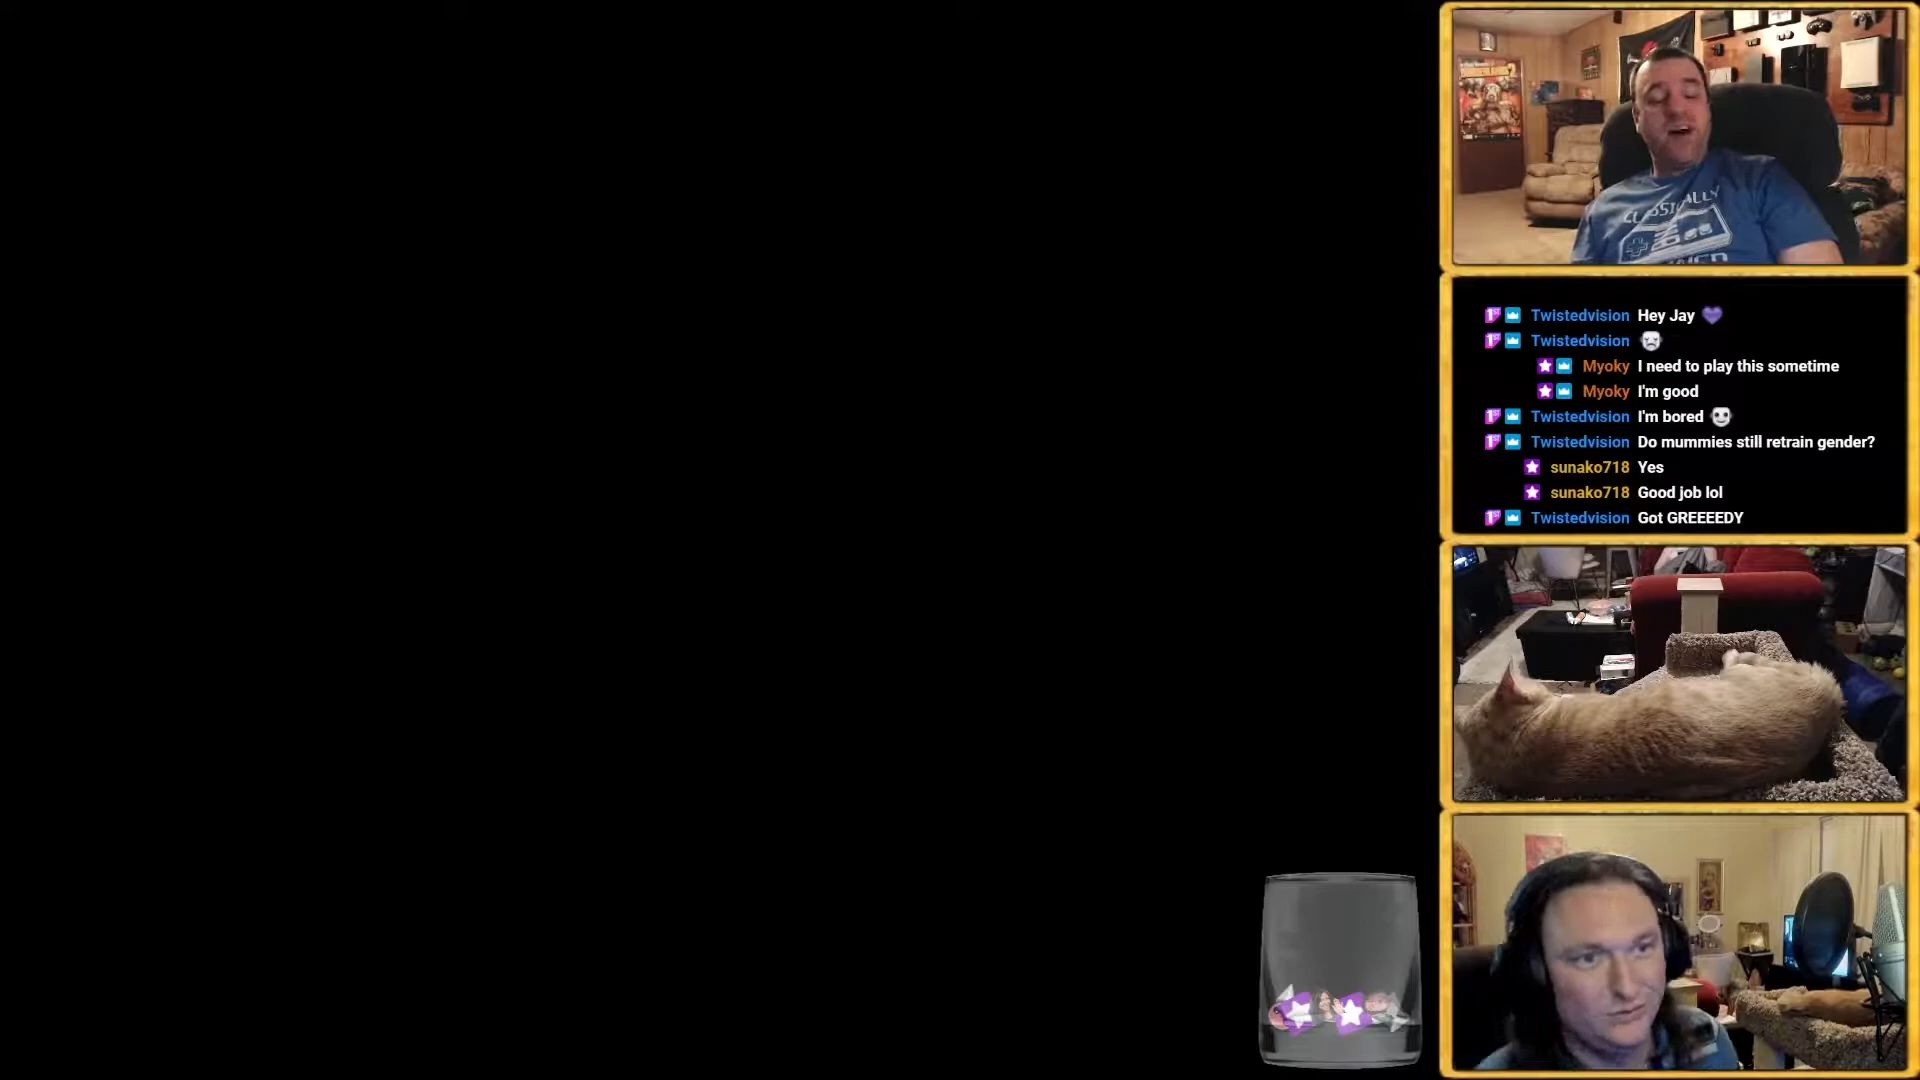 CLASSICALLY
Twistedvision Hey Jay
Twistedvision
Myoky I need to play this sometime
Myoky I'm good
Twistedvision I'm bored
Twistedvision Do mummies still retrain gender?
sunako718 Yes
sunako718 Good job lol
Twistedvision Got GREEEEDY